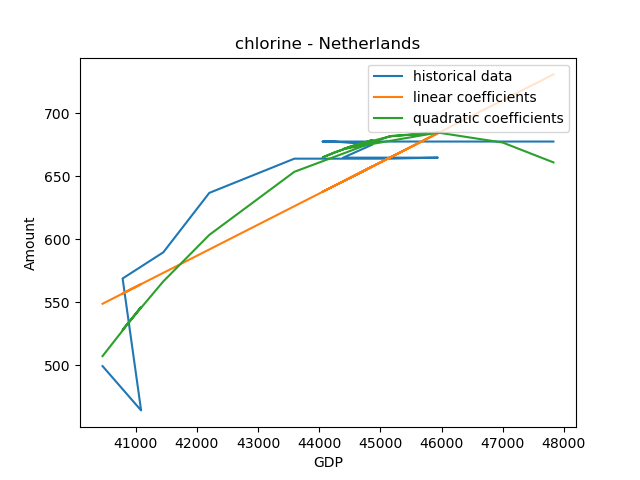 chlorine - Netherlands
historical data
linear coefficients
quadratic coefficients
700
650
600
550
500
Amount
41000 42000 43000 44000 45000 46000 47000 48000
GDP